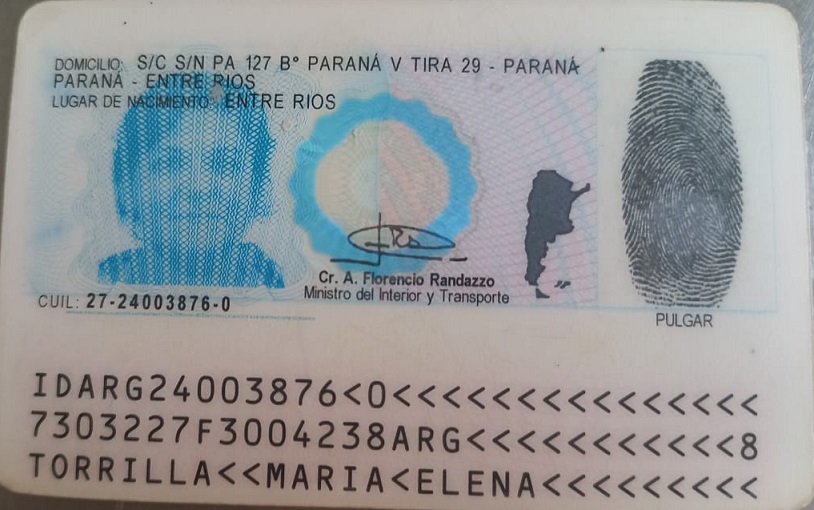 DOMICILIO: S/C S/N PA 127 B° PARANÁ V TIRA 29 - PARANÁ
PARANÁ - ENTRE RIOS
LUGAR DE NACIMIENTO: ENTRE RIOS
Cr. A. Florencio Randazzo
Ministro del Interior y Transporte
CUIL: 27-24003876-0
PULGAR
IDARG24003876<0<<<<<<<<<<<<<<<
7303227F3004238ARG<<<<<<<<<<<8
TORRILLA<<MARIA<ELENA<<<<<<<<<